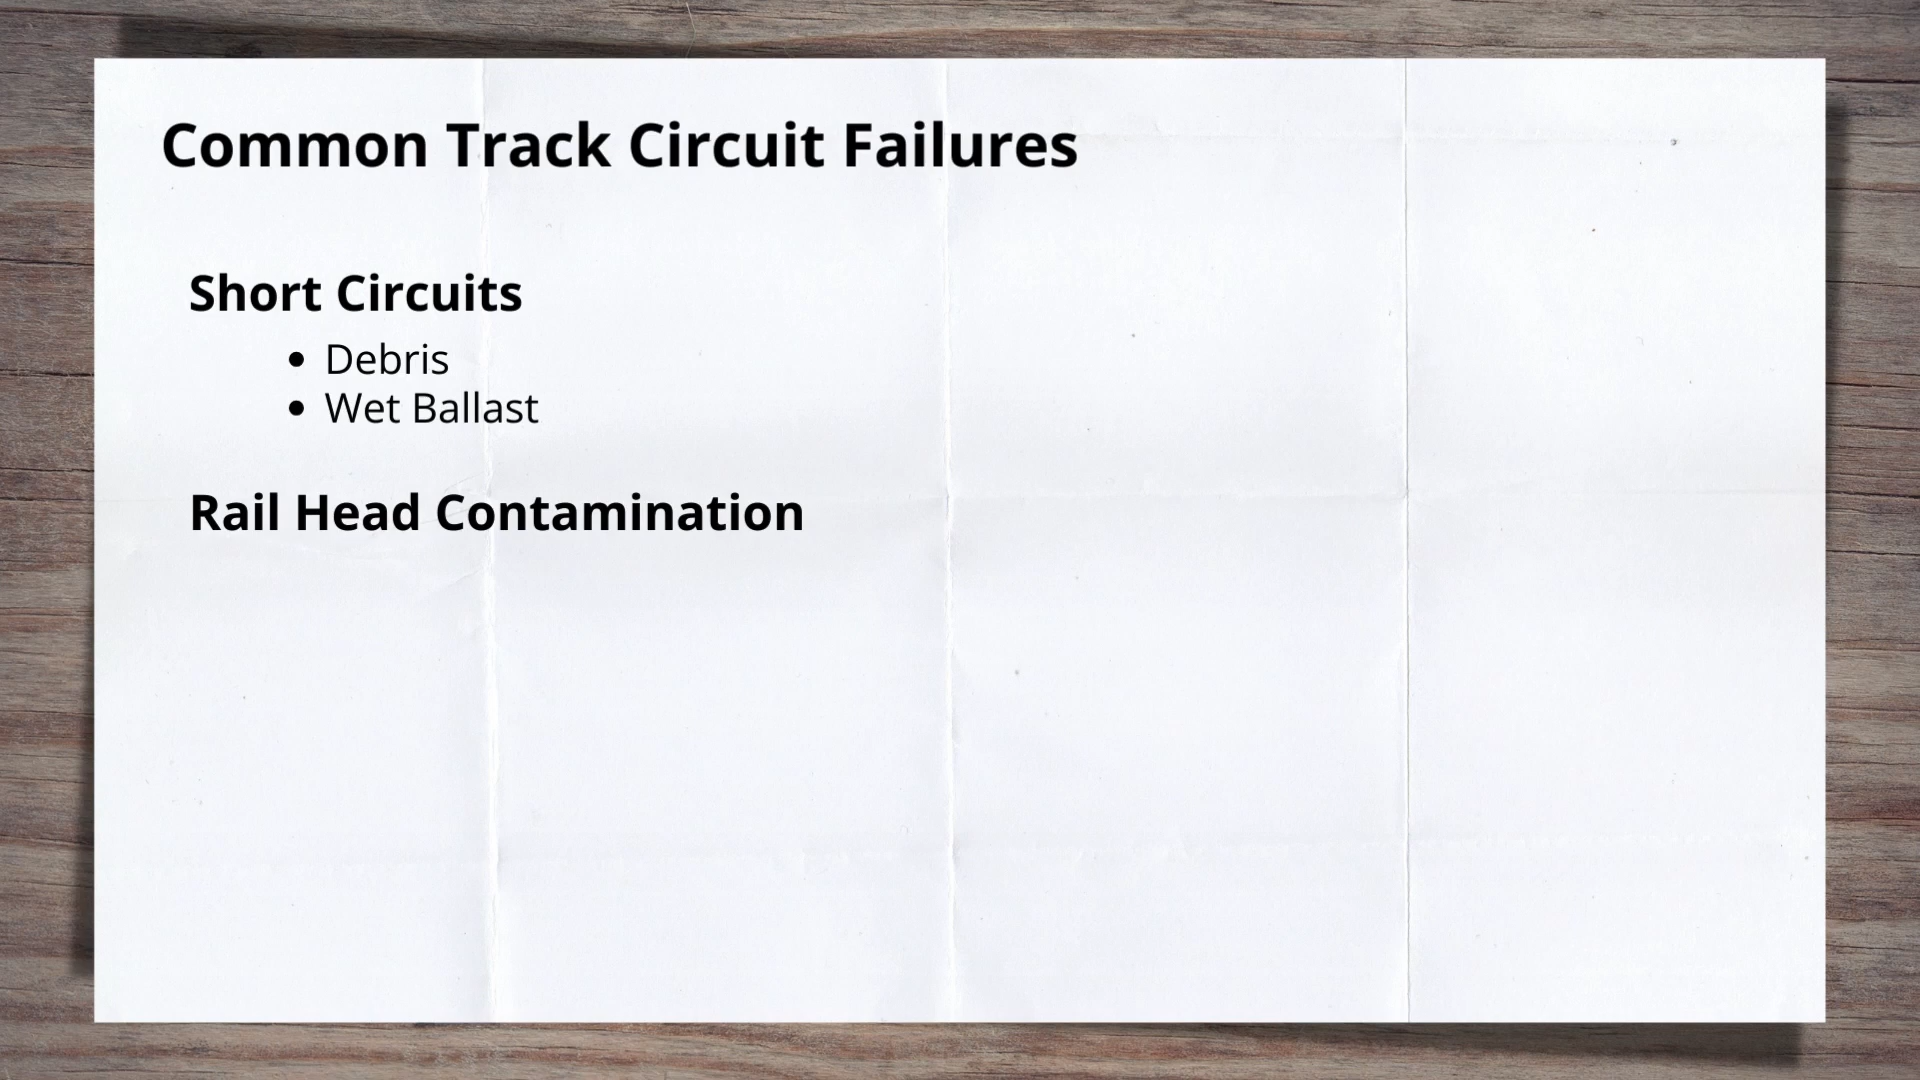 Common Track Circuit Failures
Short Circuits
• Debris
• Wet Ballast
Rail Head Contamination